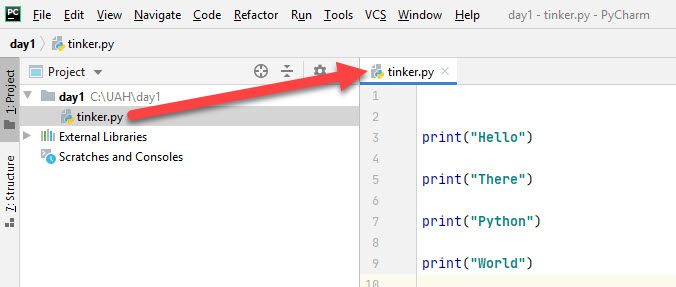 PC File Edit View Navigate Code Refactor Run Tools VCS Window Help day1 - tinker.py - PyCharm
day1 tinker.py
1: Project
7: Structure
Project
day1 C:\UAH\day1
tinker.py
External Libraries
Scratches and Consoles
tinker.py
1
2
3 print("Hello")
4
5 print("There")
6
7 print("Python")
8
9 print("World")
10